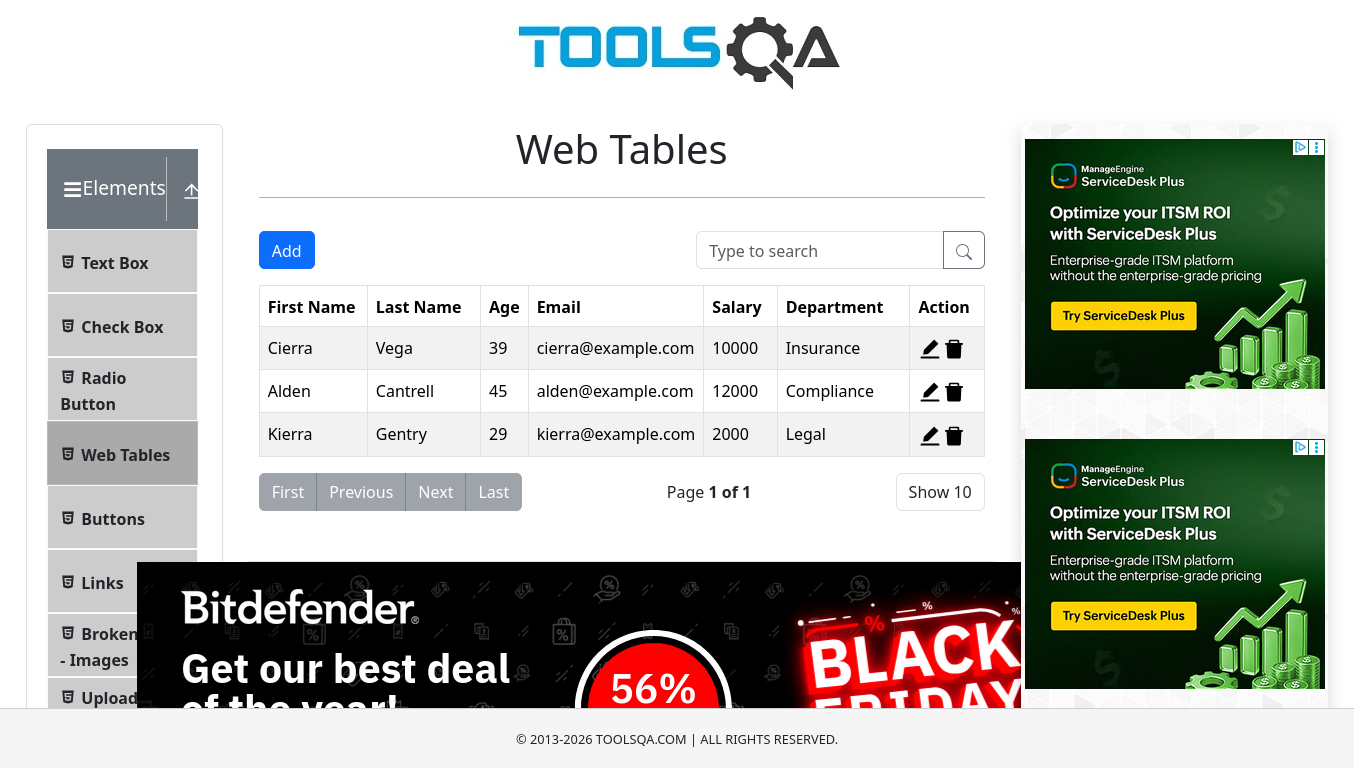 TOOLSQA
Web Tables
Elements
Text Box
Check Box
Radio
Button
Web Tables
Buttons
Links
Broken
- Images
Upload
Add
Type to search
First Name Last Name Age Email Salary Department Action
Cierra Vega 39 cierra@example.com 10000 Insurance
Alden Cantrell 45 alden@example.com 12000 Compliance
Kierra Gentry 29 kierra@example.com 2000 Legal
First Previous Next Last
Page 1 of 1
Show 10
Bitdefender®
Get our best deal
of the year!
56%
%
%
BLACK
FRIDAY
ManageEngine
ServiceDesk Plus
Optimize your ITSM ROI
with ServiceDesk Plus
Enterprise-grade ITSM platform
without the enterprise-grade pricing
Try ServiceDesk Plus
ManageEngine
ServiceDesk Plus
Optimize your ITSM ROI
with ServiceDesk Plus
Enterprise-grade ITSM platform
without the enterprise-grade pricing
Try ServiceDesk Plus
© 2013-2026 TOOLSQA.COM | ALL RIGHTS RESERVED.